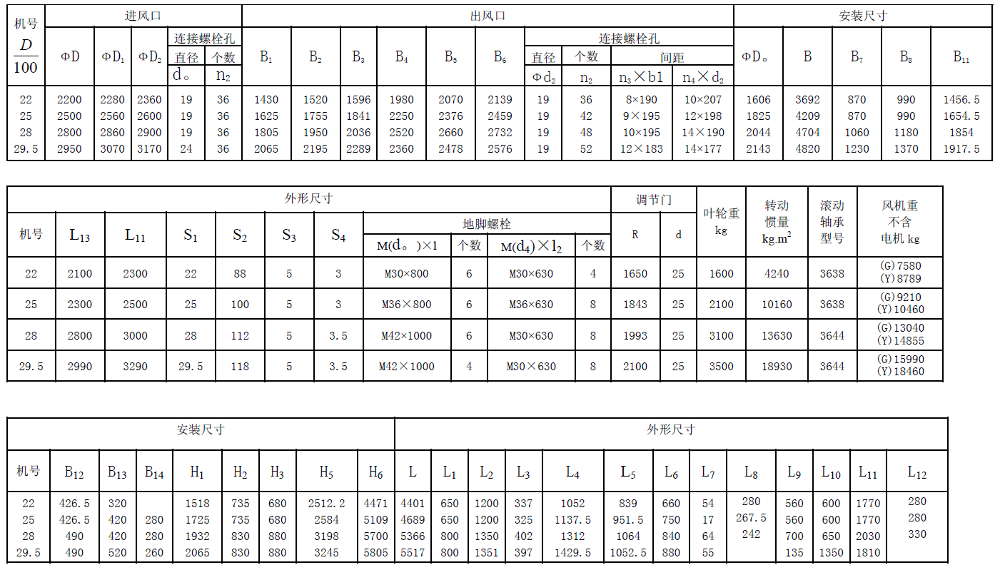 进风口 出风口 安装尺寸
机号 D/100 ΦD ΦD₁ ΦD₂ 连接螺栓孔 B₁ B₂ B₃ B₄ B₅ B₆ 连接螺栓孔 ΦD。 B B₇ B₈ B₁₁
直径 个数 直径 个数 间距
d。 n₂ Φd₂ n₂ n₃×b1 n₄×d₂
22 2200 2280 2360 19 36 1430 1520 1596 1980 2070 2139 19 36 8×190 10×207 1606 3692 870 990 1456.5
25 2500 2560 2600 19 36 1625 1755 1841 2250 2376 2459 19 42 9×195 12×198 1825 4209 870 990 1654.5
28 2800 2860 2900 19 36 1805 1950 2036 2520 2660 2732 19 48 10×195 14×190 2044 4704 1060 1180 1854
29.5 2950 3070 3170 24 36 2065 2195 2289 2360 2478 2576 19 52 12×183 14×177 2143 4820 1230 1370 1917.5
外形尺寸 调节门 叶轮重 kg 转动惯量 kg.m² 滚动轴承型号 风机重不含电机kg
机号 L₁₃ L₁₁ S₁ S₂ S₃ S₄ 地脚螺栓 R d
M(d。)×1 个数 M(d₄)×l₂ 个数
22 2100 2300 22 88 5 3 M30×800 6 M30×630 4 1650 25 1600 4240 3638 (G)7580 (Y)8789
25 2300 2500 25 100 5 3 M36×800 6 M36×630 8 1843 25 2100 10160 3638 (G)9210 (Y)10460
28 2800 3000 28 112 5 3.5 M42×1000 6 M30×630 8 1993 25 3100 13630 3644 (G)13040 (Y)14855
29.5 2990 3290 29.5 118 5 3.5 M42×1000 4 M30×630 8 2100 25 3500 18930 3644 (G)15990 (Y)18460
安装尺寸 外形尺寸
机号 B₁₂ B₁₃ B₁₄ H₁ H₂ H₃ H₅ H₆ L L₁ L₂ L₃ L₄ L₅ L₆ L₇ L₈ L₉ L₁₀ L₁₁ L₁₂
22 426.5 320 1518 735 680 2512.2 4471 4401 650 1200 337 1052 839 660 54 280 560 600 1770 280
25 426.5 420 280 1725 735 680 2584 5109 4689 650 1200 325 1137.5 951.5 750 17 267.5 560 600 1770 280
28 490 420 280 1932 830 880 3198 5700 5366 800 1350 402 1312 1064 840 64 242 700 650 2030 330
29.5 490 520 260 2065 830 880 3245 5805 5517 800 1351 397 1429.5 1052.5 880 55 135 1350 1810